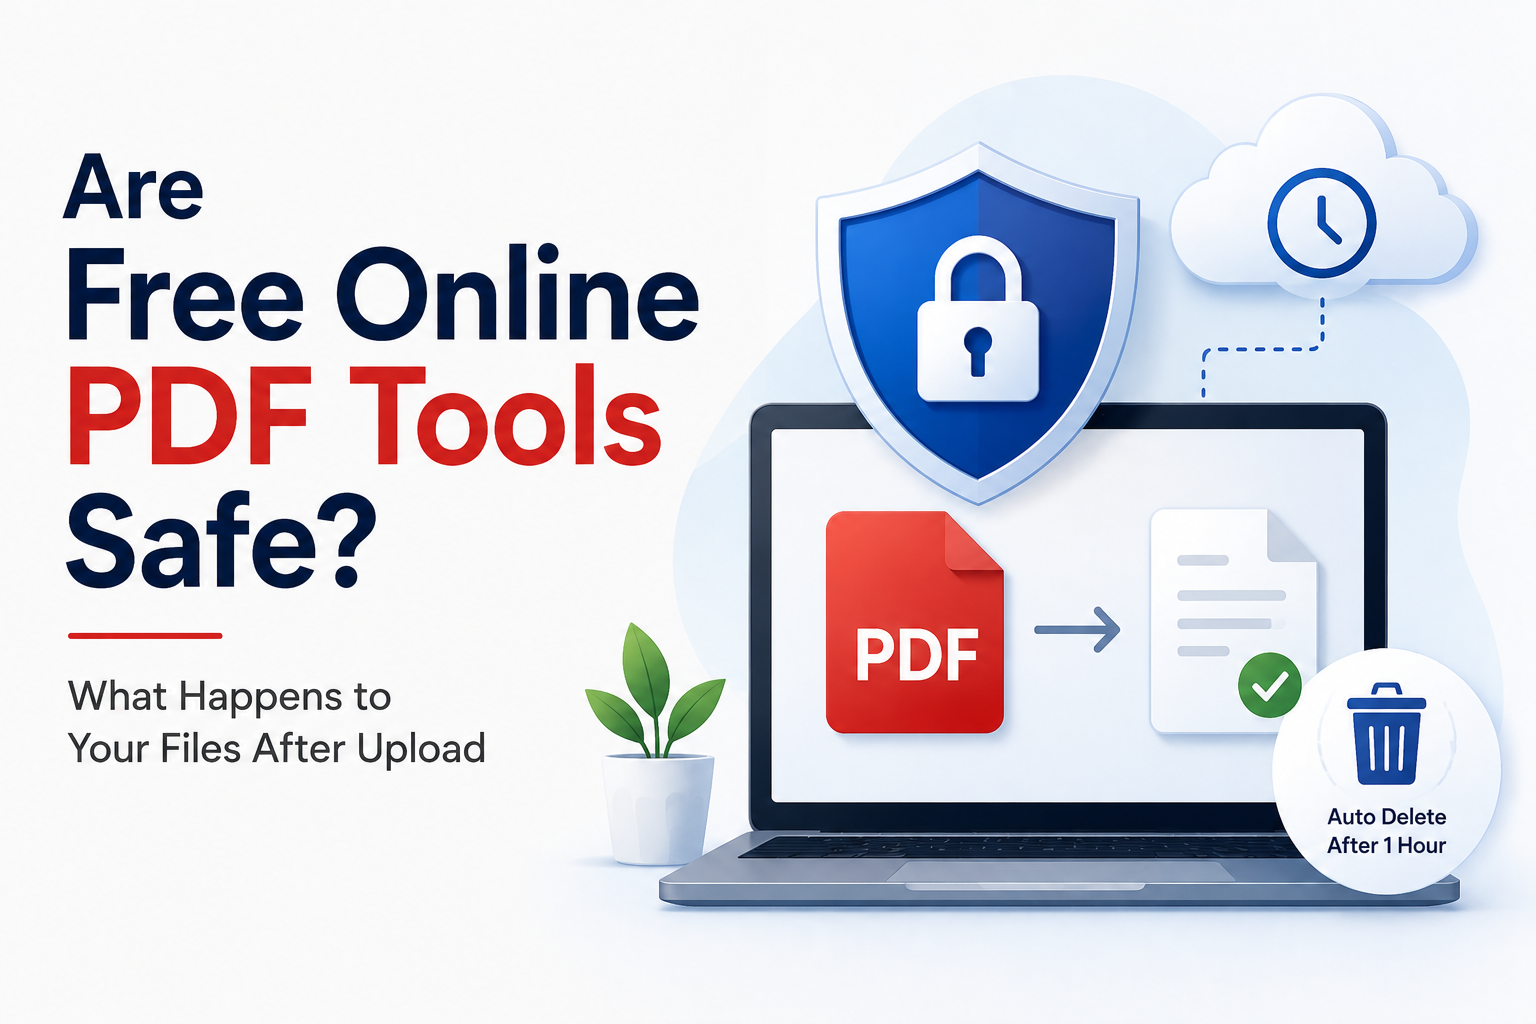 Are
Free Online
PDF Tools
Safe?
What Happens to
Your Files After Upload
PDF
Auto Delete
After 1 Hour